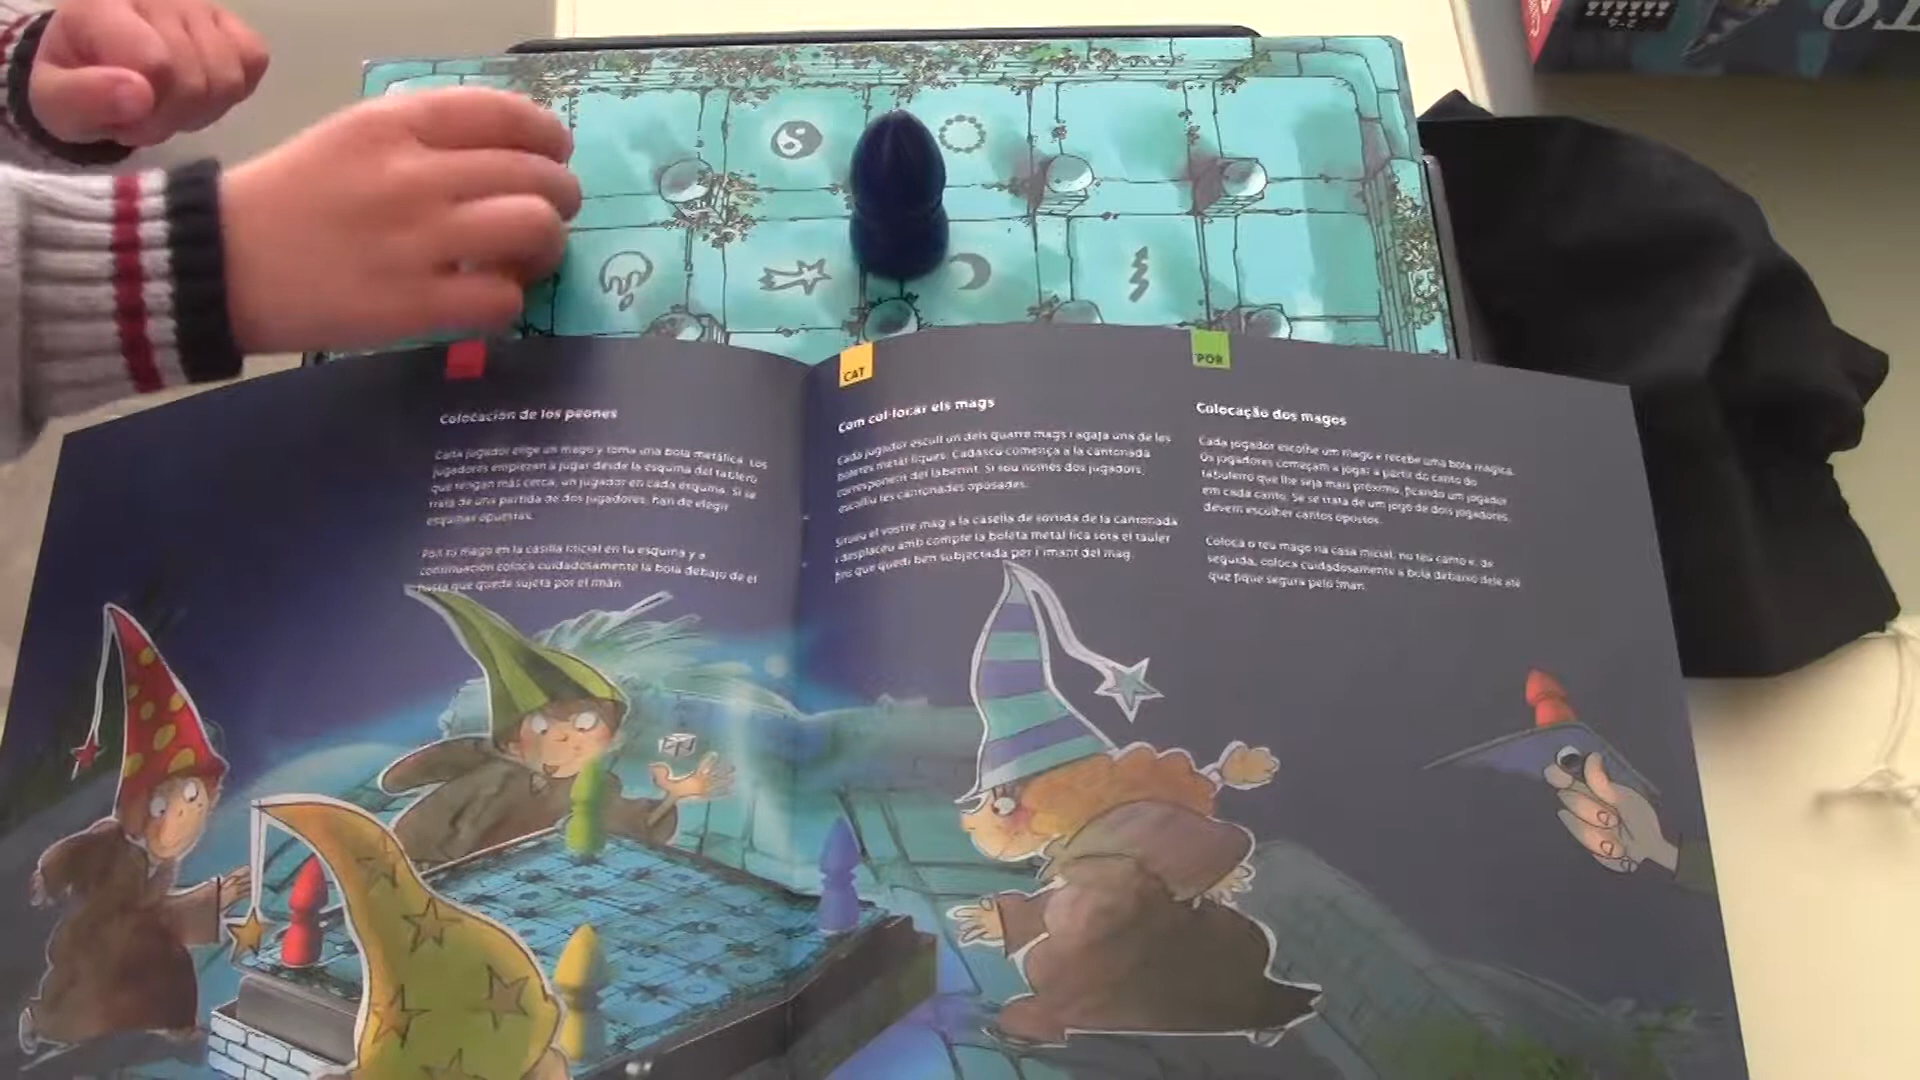 CAT
POR
Colocación de los peones
Cada jugador elige un mago y toma una bola metálica. Los
jugadores empiezan a jugar desde la esquina del tablero
que tengan más cerca, un jugador en cada esquina. Si se
trata de una partida de dos jugadores, han de elegir
esquinas opuestas.
Pon tu mago en la casilla inicial en tu esquina y a
continuación coloca cuidadosamente la bola debajo de el
hasta que quede sujeta por el imán.
Com col·locar els mags
Cada jugador escull un dels quatre mags i agafa una de les
boletes metàl·liques. Cadascú comença a la cantonada
corresponent del laberint. Si sou només dos jugadors,
escolliu les cantonades oposades.
Situeu el vostre mag a la casella de sortida de la cantonada
i desplaceu amb compte la boleta metàl·lica sota el tauler
fins que quedi ben subjectada per l'imant del mag.
Colocação dos magos
Cada jogador escolhe um mago e recebe uma bola mágica.
Os jogadores começam a jogar a partir do canto do
tabuleiro que lhe seja mais próximo, ficando um jogador
em cada canto. Se se trata de um jogo de dois jogadores,
devem escolher cantos opostos.
Coloca o teu mago na casa inicial, no teu canto e, de
seguida, coloca cuidadosamente a bola debaixo dele até
que fique segura pelo íman.
2-4